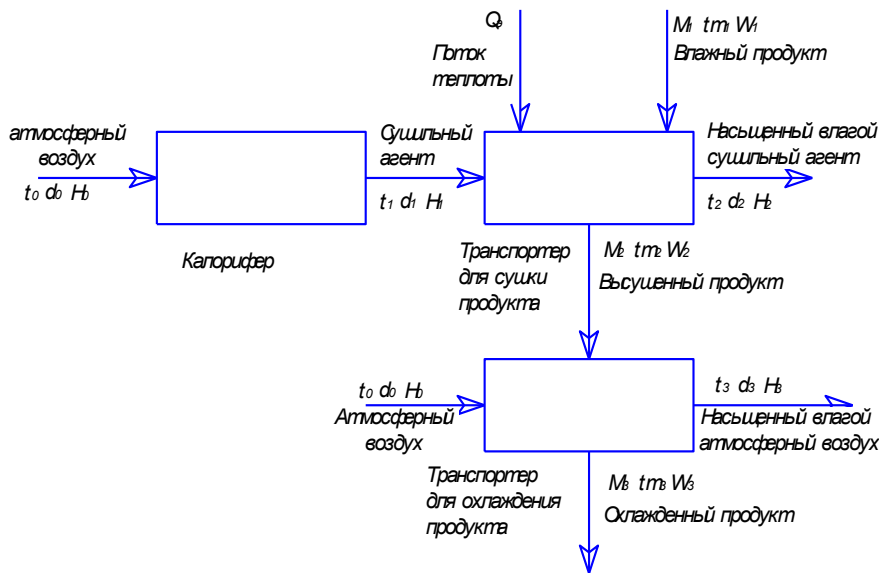 Qэ
Поток
теплоты
M₁ tm₁ W₁
Влажный продукт
атмосферный
воздух
t₀ d₀ H₀
Калорифер
Сушильный
агент
t₁ d₁ H₁
Насыщенный влагой
сушильный агент
t₂ d₂ H₂
Транспортер
для сушки
продукта
M₂ tm₂ W₂
Высушенный продукт
t₀ d₀ H₀
Атмосферный
воздух
t₃ d₃ H₃
Насыщенный влагой
атмосферный воздух
Транспортер
для охлаждения
продукта
M₃ tm₃ W₃
Охлажденный продукт